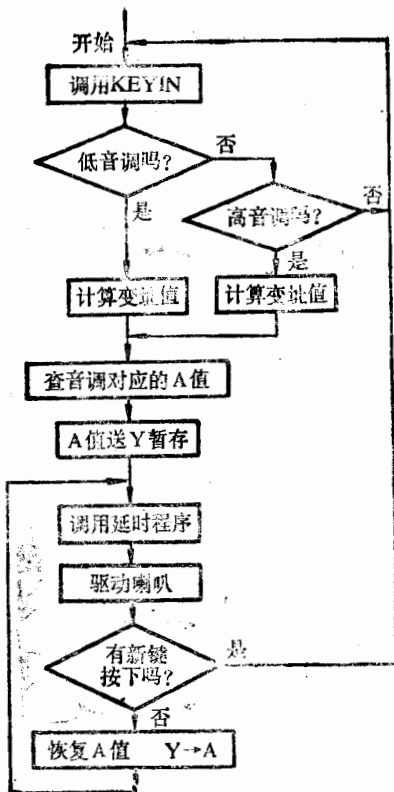 开始
调用KEYIN
低音调吗?
否
高音调吗?
否
是
是
计算变址值
计算变址值
查音调对应的A值
A值送Y暂存
调用延时程序
驱动喇叭
有新键
按下吗?
是
否
恢复A值 Y→A